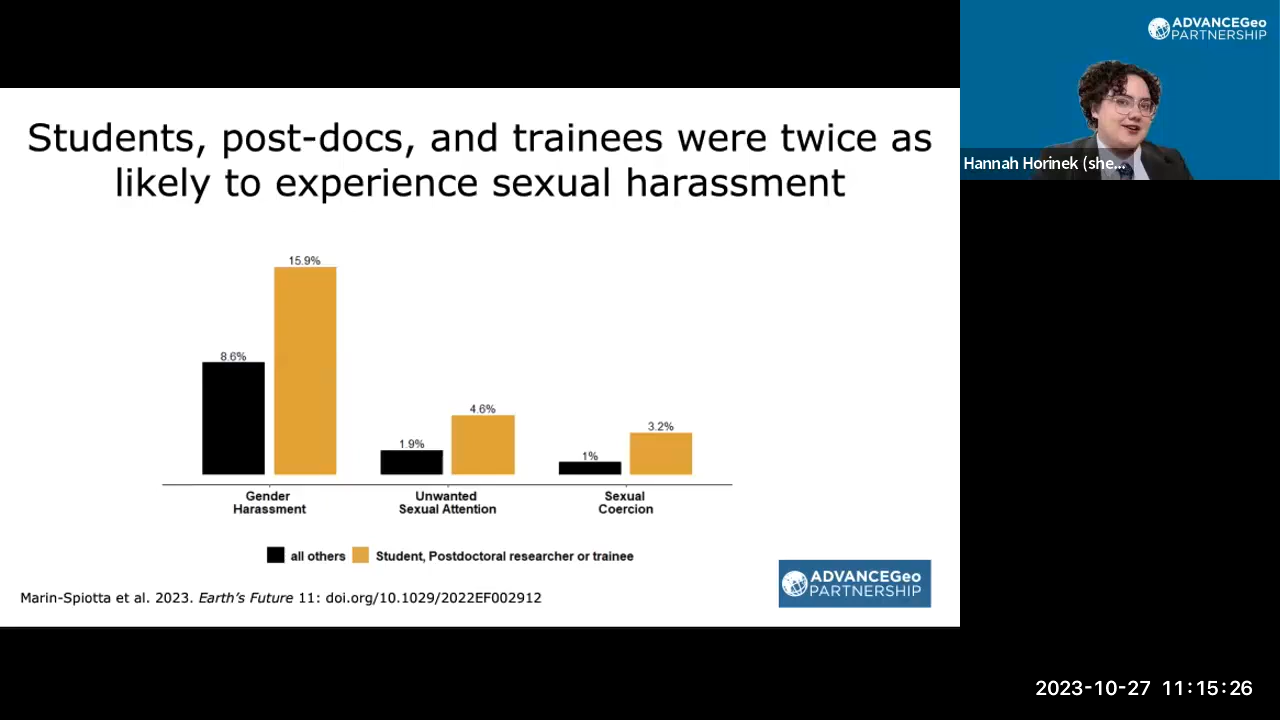 ADVANCEGeo
PARTNERSHIP
Hannah Horinek (she...
Students, post-docs, and trainees were twice as
likely to experience sexual harassment
15.9%
8.6%
4.6%
1.9%
3.2%
1%
Gender
Harassment
Unwanted
Sexual Attention
Sexual
Coercion
all others
Student, Postdoctoral researcher or trainee
ADVANCEGeo
PARTNERSHIP
Marin-Spiotta et al. 2023. Earth's Future 11: doi.org/10.1029/2022EF002912
2023-10-27 11:15:26